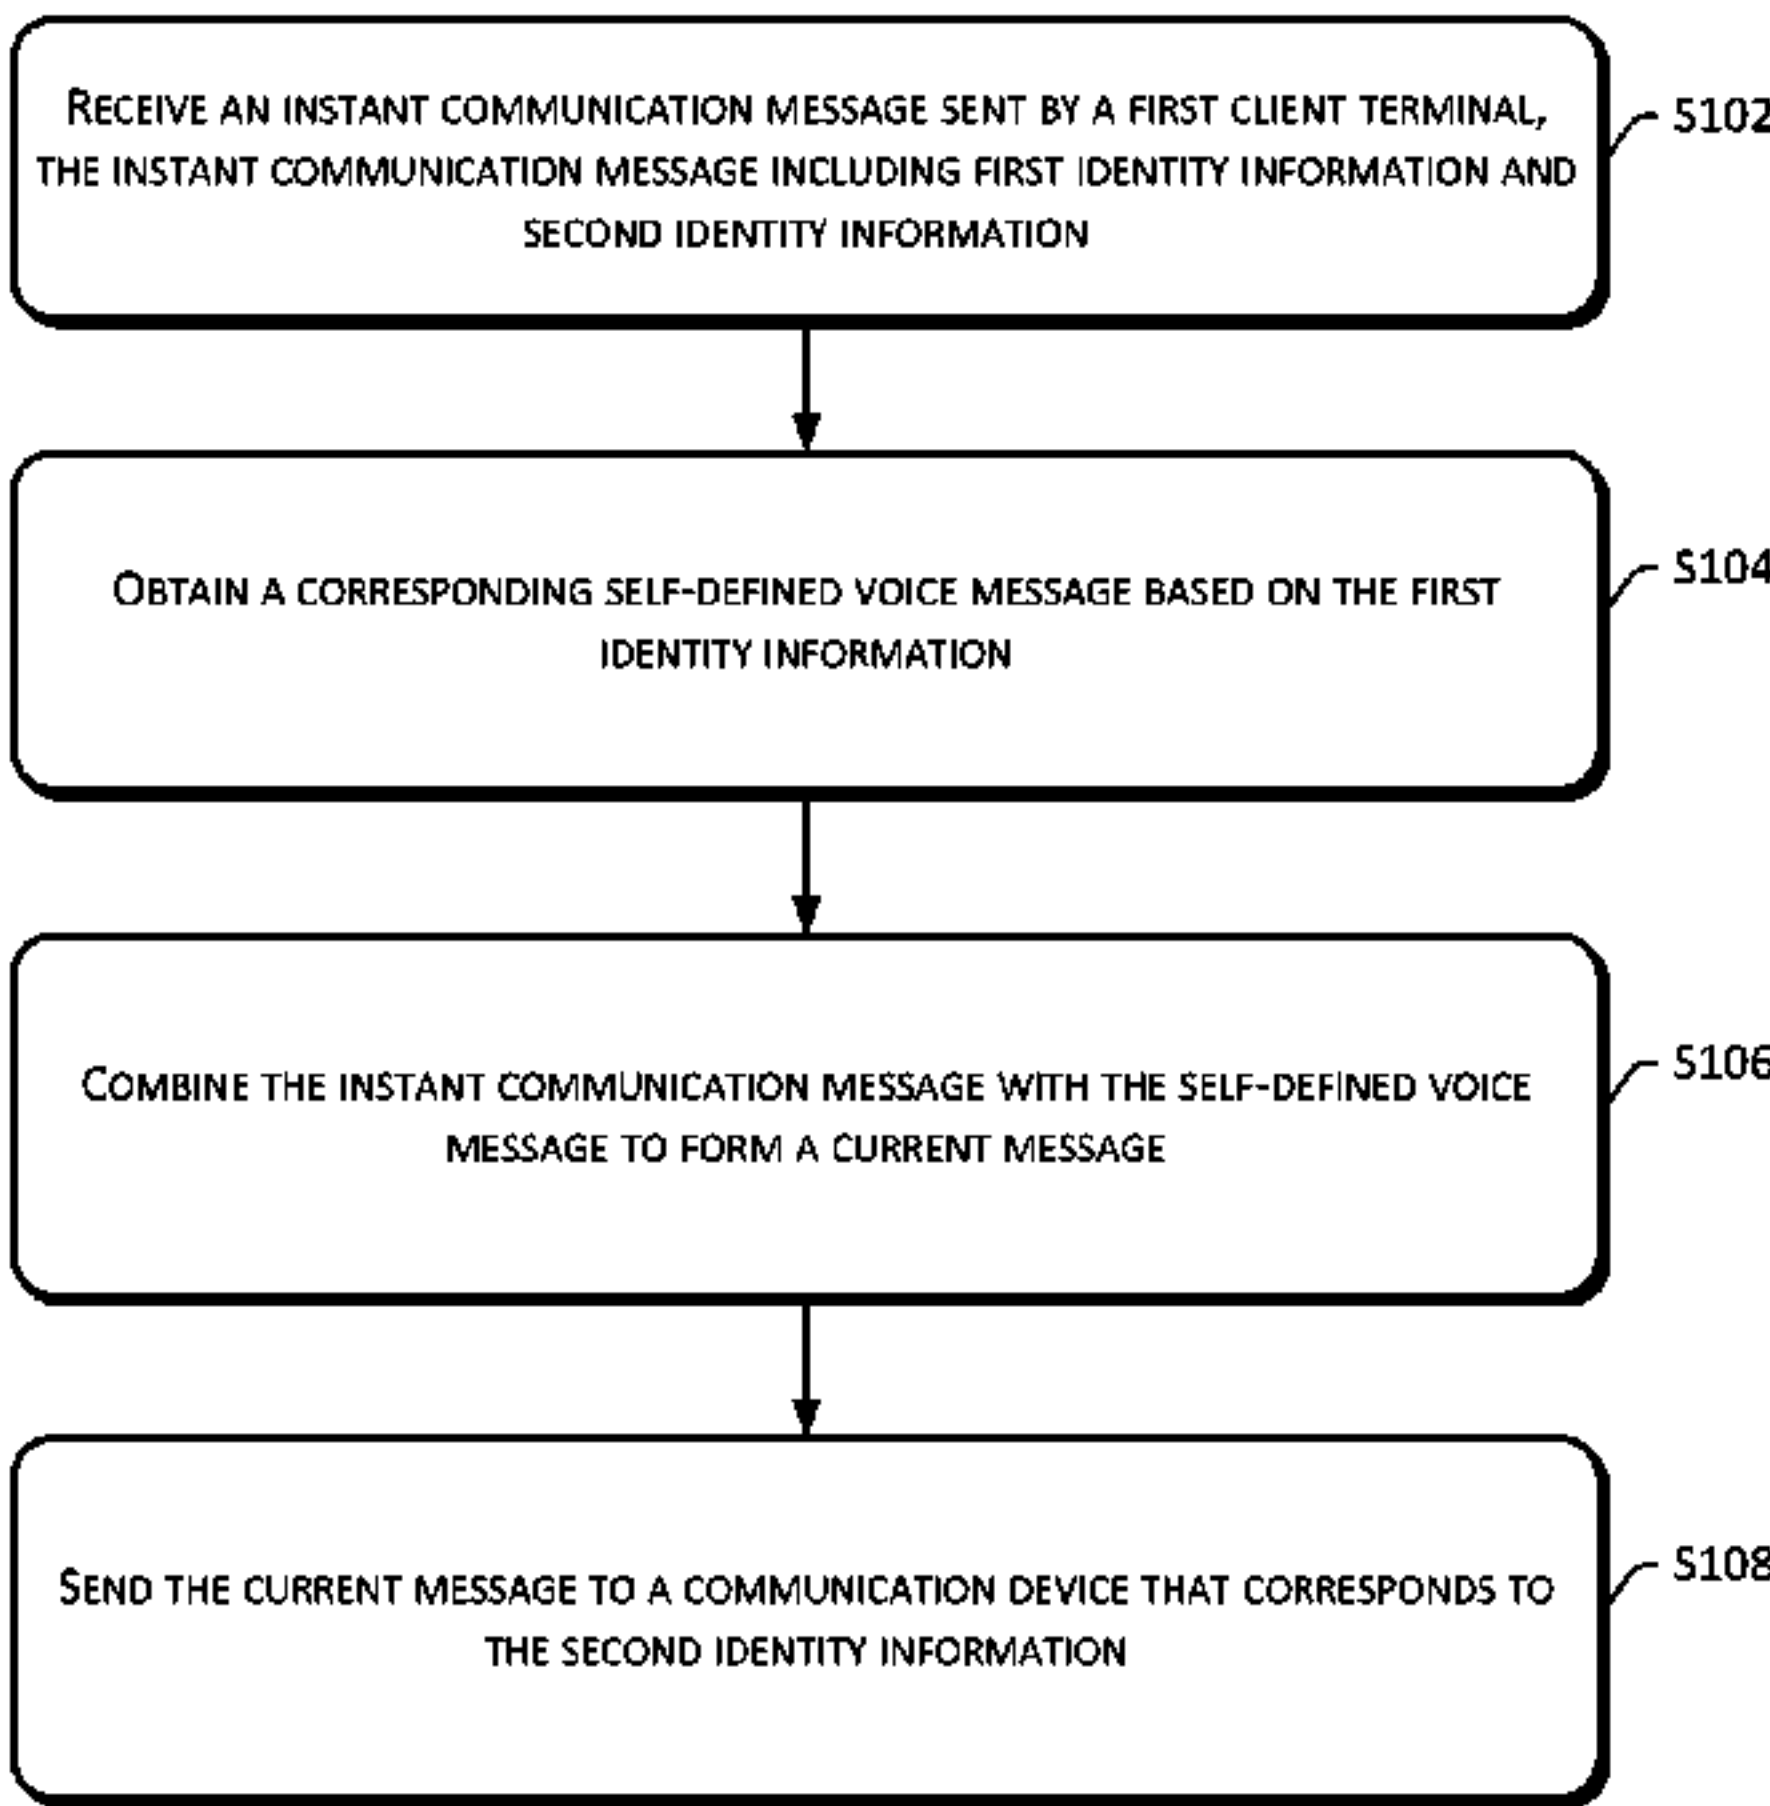 RECEIVE AN INSTANT COMMUNICATION MESSAGE SENT BY A FIRST CLIENT TERMINAL,
THE INSTANT COMMUNICATION MESSAGE INCLUDING FIRST IDENTITY INFORMATION AND
SECOND IDENTITY INFORMATION
S102
OBTAIN A CORRESPONDING SELF-DEFINED VOICE MESSAGE BASED ON THE FIRST
IDENTITY INFORMATION
S104
COMBINE THE INSTANT COMMUNICATION MESSAGE WITH THE SELF-DEFINED VOICE
MESSAGE TO FORM A CURRENT MESSAGE
S106
SEND THE CURRENT MESSAGE TO A COMMUNICATION DEVICE THAT CORRESPONDS TO
THE SECOND IDENTITY INFORMATION
S108